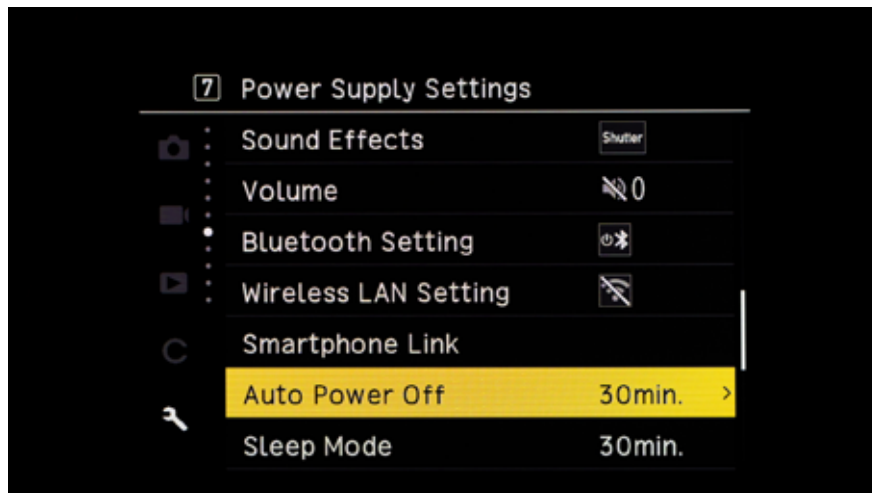 7 Power Supply Settings
Sound Effects Shutter
Volume 0
Bluetooth Setting
Wireless LAN Setting
Smartphone Link
C
Auto Power Off 30min. >
Sleep Mode 30min.